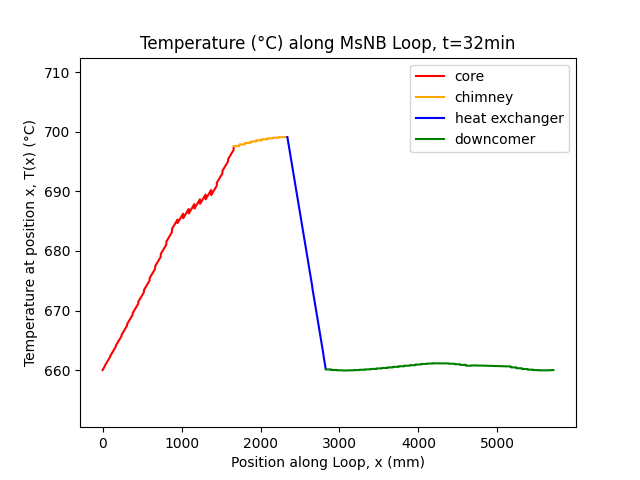 Temperature (°C) along MsNB Loop, t=32min
core
chimney
heat exchanger
downcomer
Temperature at position x, T(x) (°C)
710
700
690
680
670
660
0 1000 2000 3000 4000 5000
Position along Loop, x (mm)